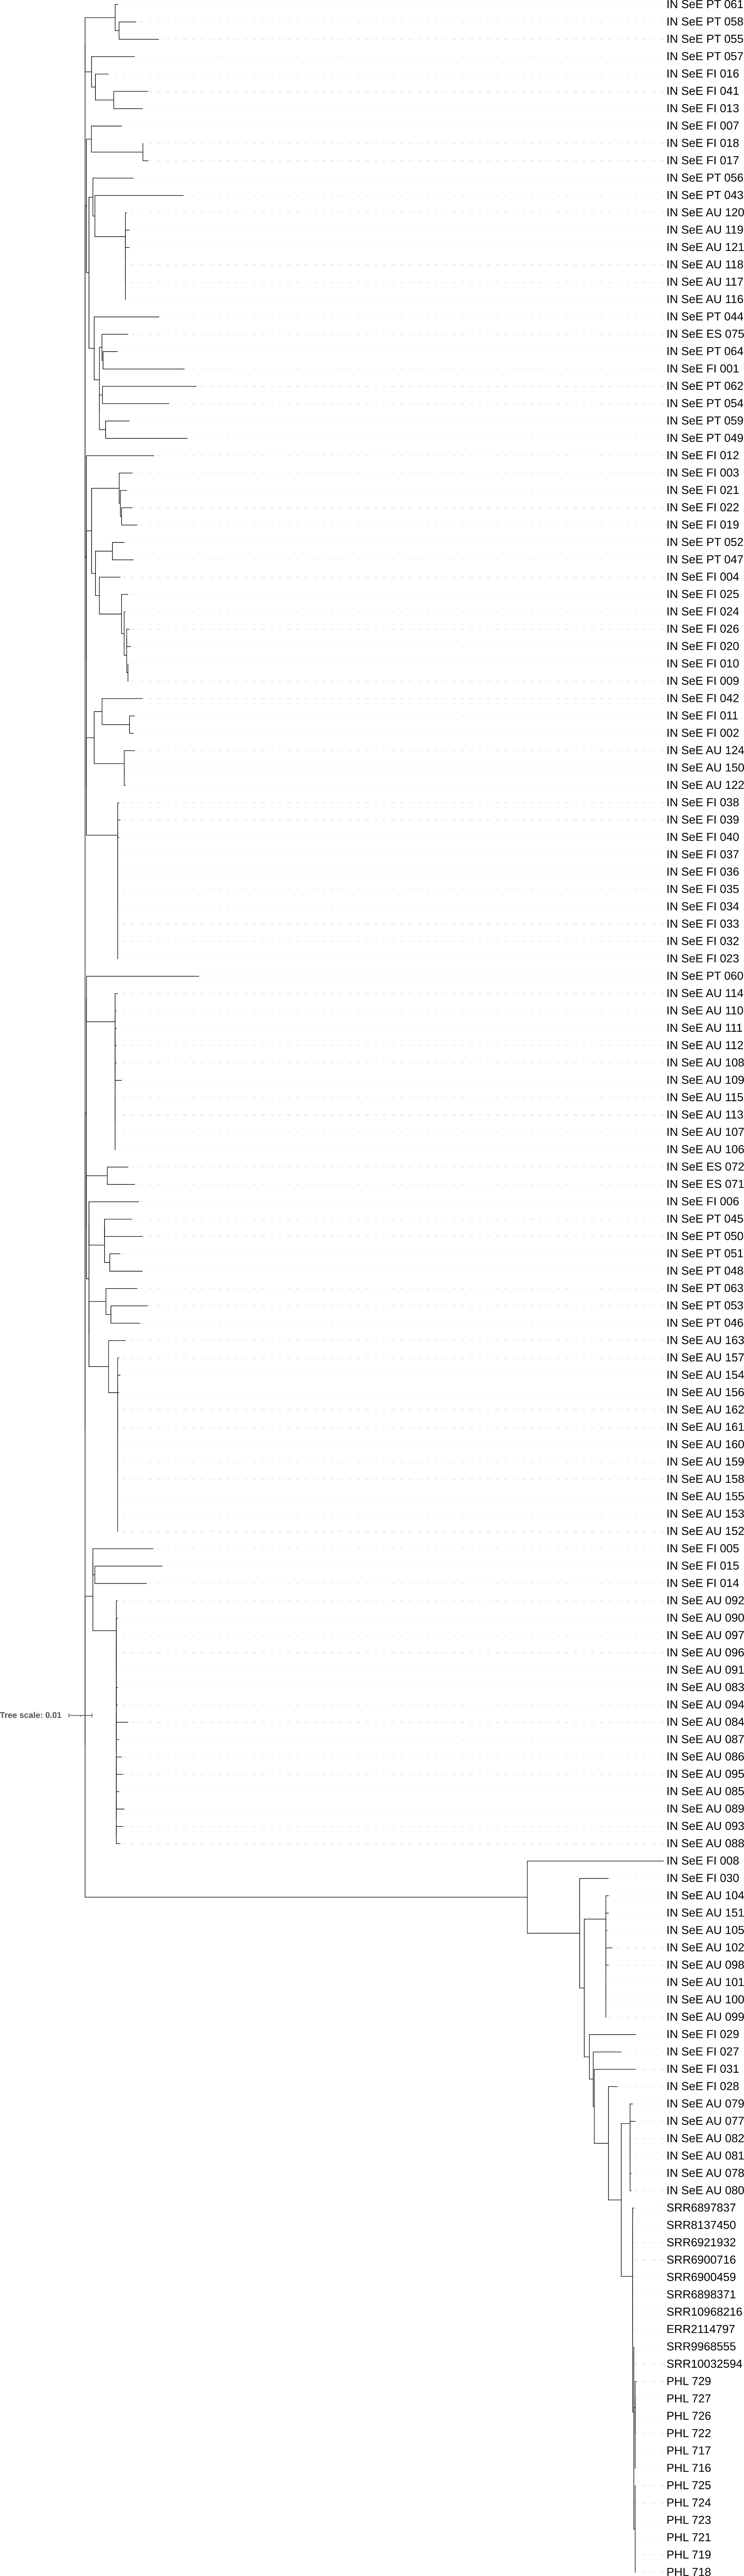 IN SeE PT 061
IN SeE PT 058
IN SeE PT 055
IN SeE PT 057
IN SeE FI 016
IN SeE FI 041
IN SeE FI 013
IN SeE FI 007
IN SeE FI 018
IN SeE FI 017
IN SeE PT 056
IN SeE PT 043
IN SeE AU 120
IN SeE AU 119
IN SeE AU 121
IN SeE AU 118
IN SeE AU 117
IN SeE AU 116
IN SeE PT 044
IN SeE ES 075
IN SeE PT 064
IN SeE FI 001
IN SeE PT 062
IN SeE PT 054
IN SeE PT 059
IN SeE PT 049
IN SeE FI 012
IN SeE FI 003
IN SeE FI 021
IN SeE FI 022
IN SeE FI 019
IN SeE PT 052
IN SeE PT 047
IN SeE FI 004
IN SeE FI 025
IN SeE FI 024
IN SeE FI 026
IN SeE FI 020
IN SeE FI 010
IN SeE FI 009
IN SeE FI 042
IN SeE FI 011
IN SeE FI 002
IN SeE AU 124
IN SeE AU 150
IN SeE AU 122
IN SeE FI 038
IN SeE FI 039
IN SeE FI 040
IN SeE FI 037
IN SeE FI 036
IN SeE FI 035
IN SeE FI 034
IN SeE FI 033
IN SeE FI 032
IN SeE FI 023
IN SeE PT 060
IN SeE AU 114
IN SeE AU 110
IN SeE AU 111
IN SeE AU 112
IN SeE AU 108
IN SeE AU 109
IN SeE AU 115
IN SeE AU 113
IN SeE AU 107
IN SeE AU 106
IN SeE ES 072
IN SeE ES 071
IN SeE FI 006
IN SeE PT 045
IN SeE PT 050
IN SeE PT 051
IN SeE PT 048
IN SeE PT 063
IN SeE PT 053
IN SeE PT 046
IN SeE AU 163
IN SeE AU 157
IN SeE AU 154
IN SeE AU 156
IN SeE AU 162
IN SeE AU 161
IN SeE AU 160
IN SeE AU 159
IN SeE AU 158
IN SeE AU 155
IN SeE AU 153
IN SeE AU 152
IN SeE FI 005
IN SeE FI 015
IN SeE FI 014
IN SeE AU 092
IN SeE AU 090
IN SeE AU 097
IN SeE AU 096
IN SeE AU 091
IN SeE AU 083
IN SeE AU 094
Tree scale: 0.01
IN SeE AU 084
IN SeE AU 087
IN SeE AU 086
IN SeE AU 095
IN SeE AU 085
IN SeE AU 089
IN SeE AU 093
IN SeE AU 088
IN SeE FI 008
IN SeE FI 030
IN SeE AU 104
IN SeE AU 151
IN SeE AU 105
IN SeE AU 102
IN SeE AU 098
IN SeE AU 101
IN SeE AU 100
IN SeE AU 099
IN SeE FI 029
IN SeE FI 027
IN SeE FI 031
IN SeE FI 028
IN SeE AU 079
IN SeE AU 077
IN SeE AU 082
IN SeE AU 081
IN SeE AU 078
IN SeE AU 080
SRR6897837
SRR8137450
SRR6921932
SRR6900716
SRR6900459
SRR6898371
SRR10968216
ERR2114797
SRR9968555
SRR10032594
PHL 729
PHL 727
PHL 726
PHL 722
PHL 717
PHL 716
PHL 725
PHL 724
PHL 723
PHL 721
PHL 719
PHL 718